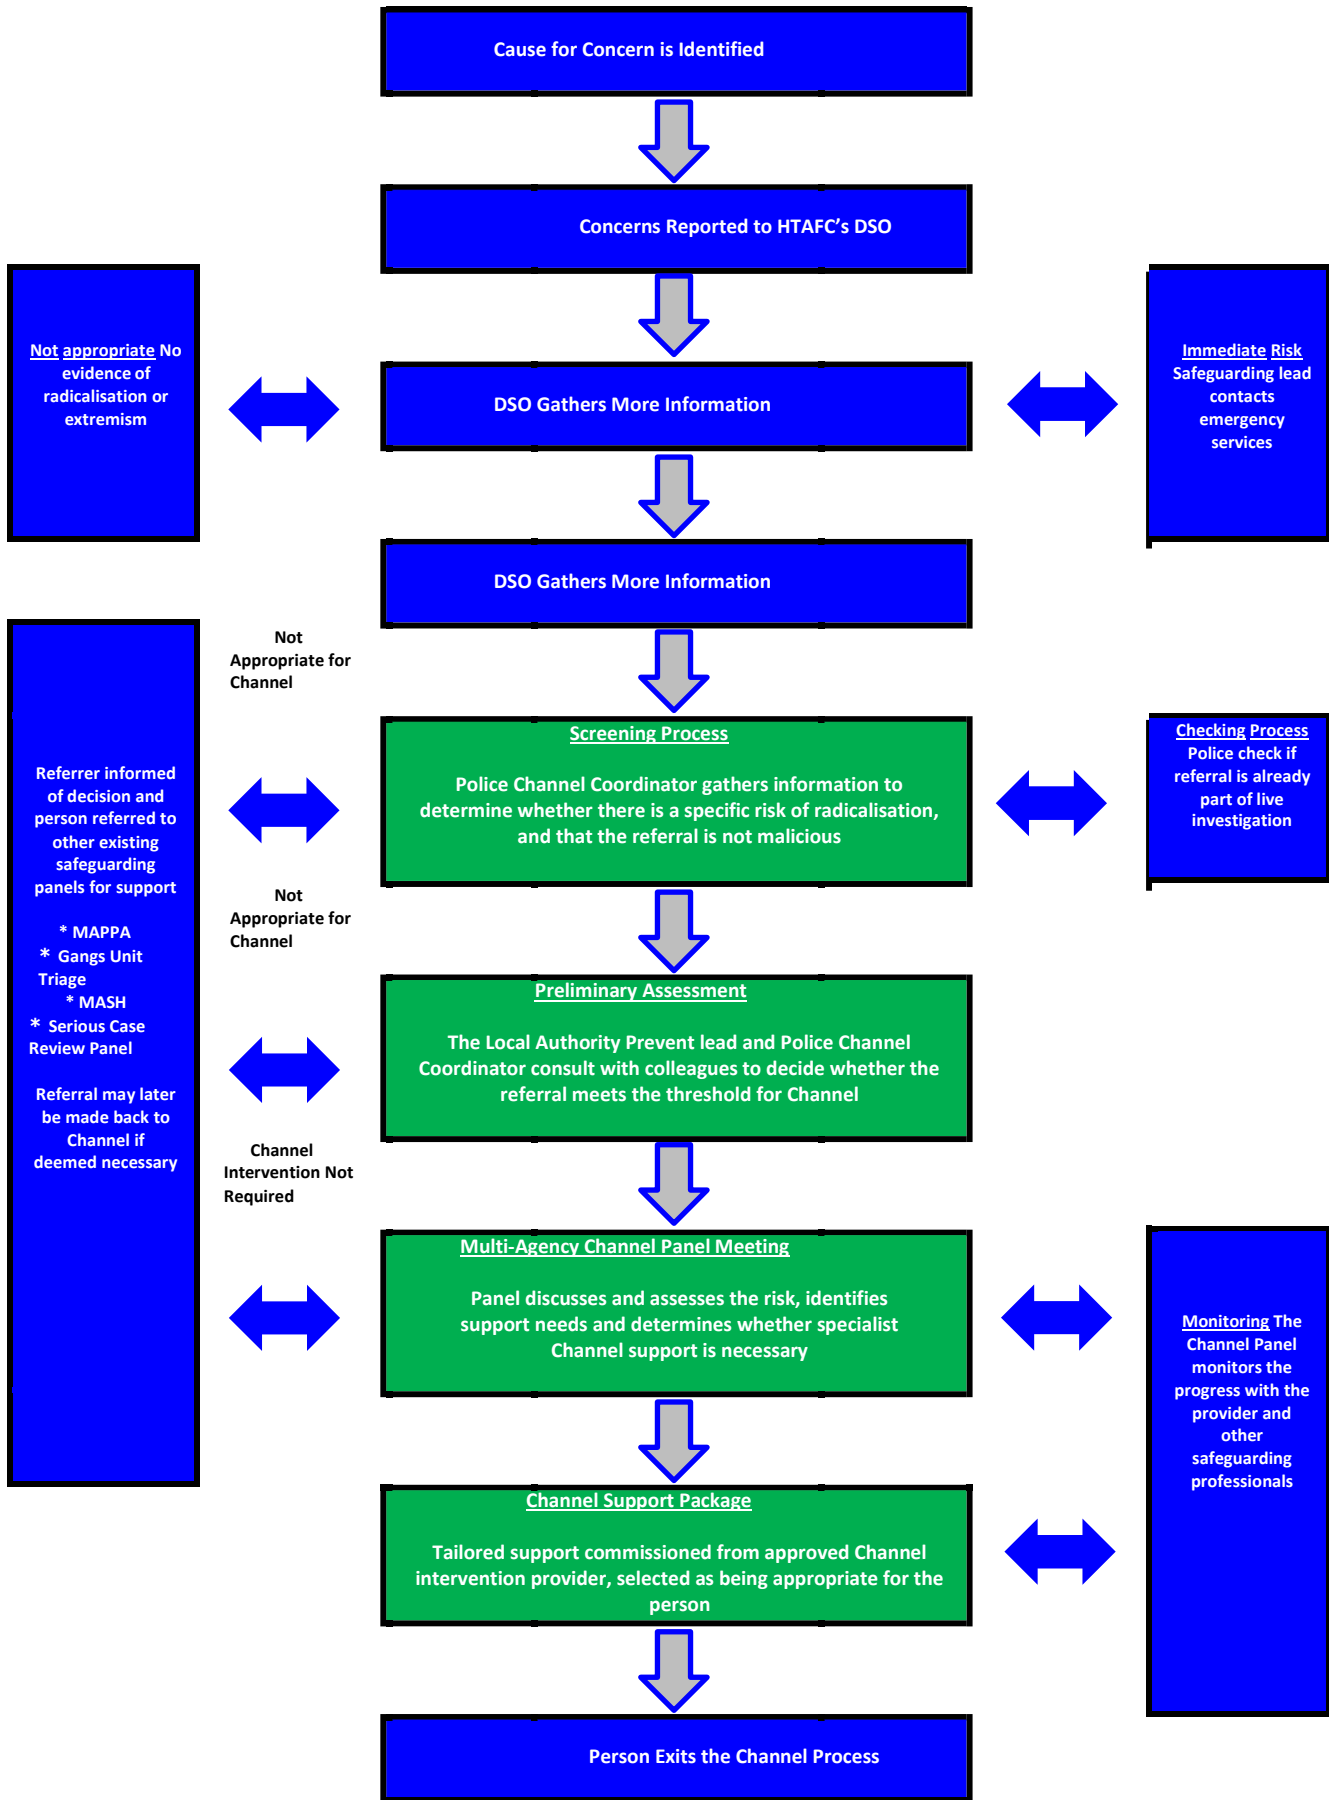 Cause for Concern is Identified
Concerns Reported to HTAFC’s DSO
Not appropriate No
evidence of
radicalisation or
extremism
DSO Gathers More Information
Immediate Risk
Safeguarding lead
contacts
emergency
services
DSO Gathers More Information
Not
Appropriate for
Channel
Referrer informed
of decision and
person referred to
other existing
safeguarding
panels for support
* MAPPA
* Gangs Unit
Triage
* MASH
* Serious Case
Review Panel
Referral may later
be made back to
Channel if
deemed necessary
Screening Process
Police Channel Coordinator gathers information to
determine whether there is a specific risk of radicalisation,
and that the referral is not malicious
Checking Process
Police check if
referral is already
part of live
investigation
Not
Appropriate for
Channel
Preliminary Assessment
The Local Authority Prevent lead and Police Channel
Coordinator consult with colleagues to decide whether the
referral meets the threshold for Channel
Channel
Intervention Not
Required
Multi-Agency Channel Panel Meeting
Panel discusses and assesses the risk, identifies
support needs and determines whether specialist
Channel support is necessary
Monitoring The
Channel Panel
monitors the
progress with the
provider and
other
safeguarding
professionals
Channel Support Package
Tailored support commissioned from approved Channel
intervention provider, selected as being appropriate for the
person
Person Exits the Channel Process